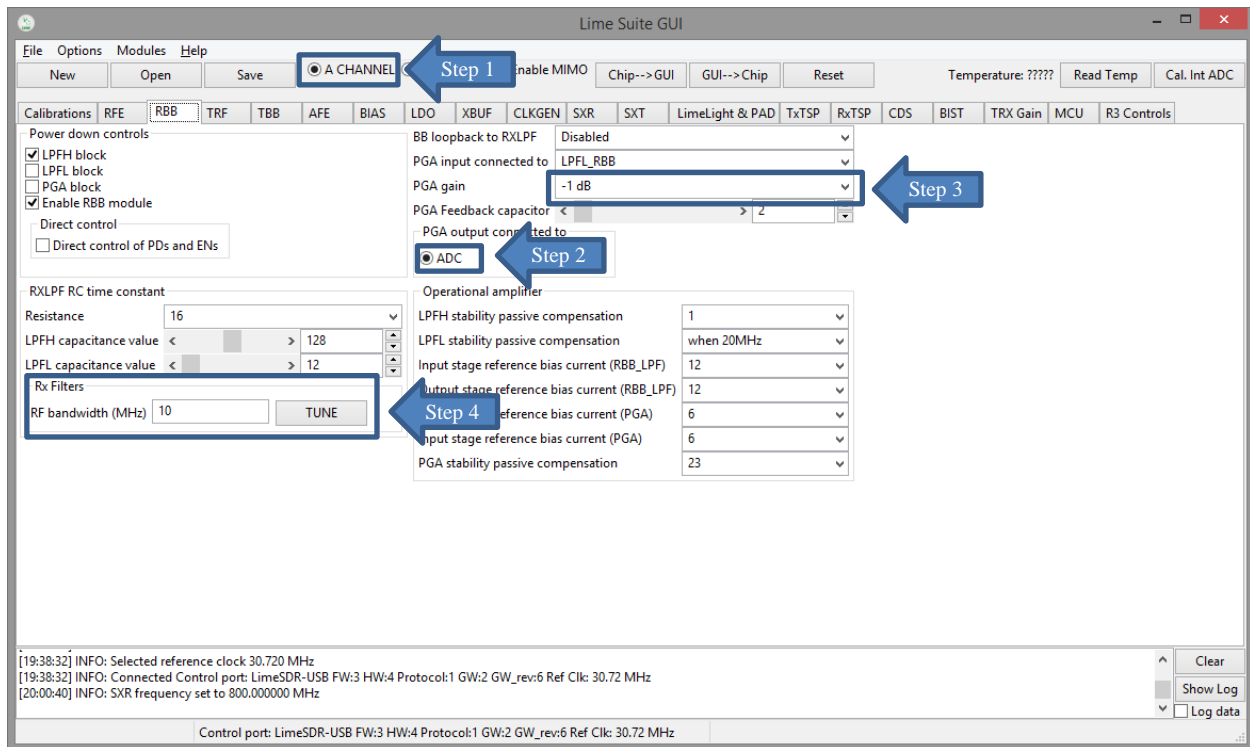 Lime Suite GUI
File Options Modules Help
New Open Save A CHANNEL Step 1 Enable MIMO Chip-->GUI GUI-->Chip Reset Temperature: ????? Read Temp Cal. Int ADC
Calibrations RFE RBB TRF TBB AFE BIAS LDO XBUF CLKGEN SXR SXT LimeLight & PAD TxTSP RxTSP CDS BIST TRX Gain MCU R3 Controls
Power down controls
LPFH block
LPFL block
PGA block
Enable RBB module
Direct control
Direct control of PDs and ENs
BB loopback to RXLPF Disabled
PGA input connected to LPFL_RBB
PGA gain -1 dB
Step 3
PGA Feedback capacitor 2
PGA output connected to
ADC
Step 2
RXLPF RC time constant
Resistance 16
LPFH capacitance value 128
LPFL capacitance value 12
Rx Filters
RF bandwidth (MHz) 10 TUNE
Step 4
Operational amplifier
LPFH stability passive compensation 1
LPFL stability passive compensation when 20MHz
Input stage reference bias current (RBB_LPF) 12
Output stage reference bias current (RBB_LPF) 12
reference bias current (PGA) 6
Input stage reference bias current (PGA) 6
PGA stability passive compensation 23
[19:38:32] INFO: Selected reference clock 30.720 MHz
[19:38:32] INFO: Connected Control port: LimeSDR-USB FW:3 HW:4 Protocol:1 GW:2 GW_rev:6 Ref Clk: 30.72 MHz
[20:00:40] INFO: SXR frequency set to 800.000000 MHz
Clear
Show Log
Log data
Control port: LimeSDR-USB FW:3 HW:4 Protocol:1 GW:2 GW_rev:6 Ref Clk: 30.72 MHz